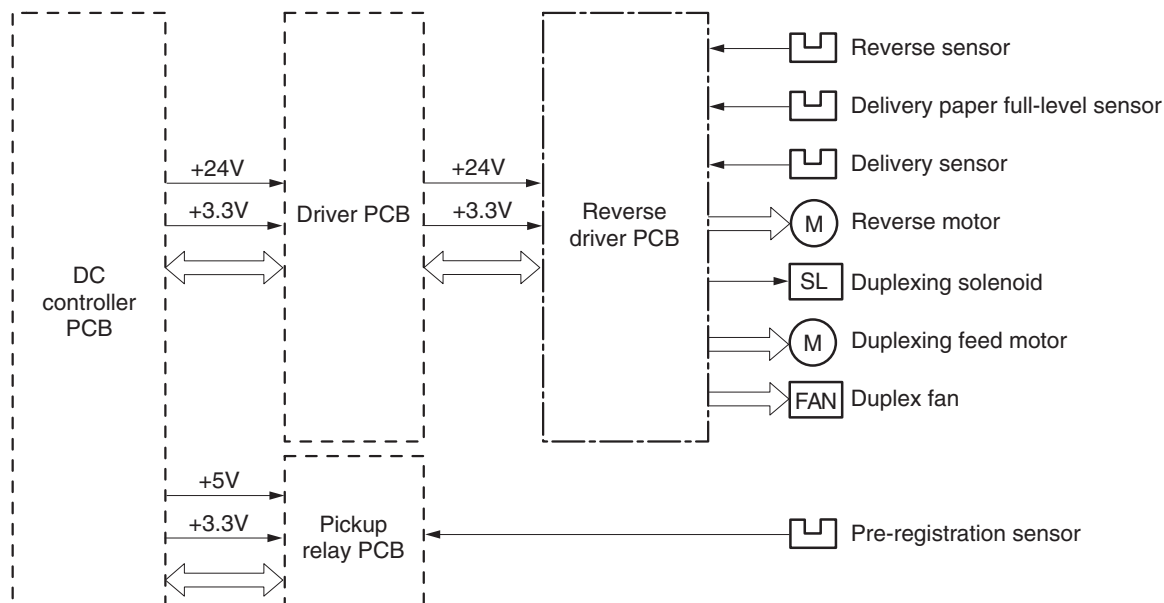 Reverse sensor
Delivery paper full-level sensor
Delivery sensor
+24V
+24V
+3.3V
+3.3V
Driver PCB
Reverse
driver PCB
M
Reverse motor
DC
controller
PCB
SL
Duplexing solenoid
M
Duplexing feed motor
FAN
Duplex fan
+5V
+3.3V
Pickup
relay PCB
Pre-registration sensor